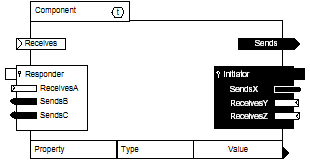 Component t
Receives Sends
Responder Initiator
ReceivesA SendsX
SendsB ReceivesY
SendsC ReceivesZ
Property Type Value